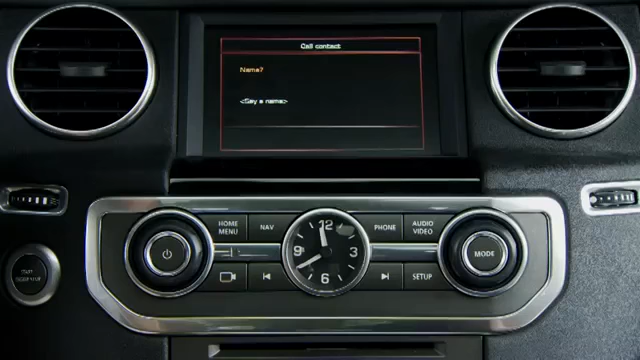 Call contact
Name?
<Say a name>
HOME
MENU
NAV
PHONE
AUDIO
VIDEO
12
9
3
6
MODE
SETUP